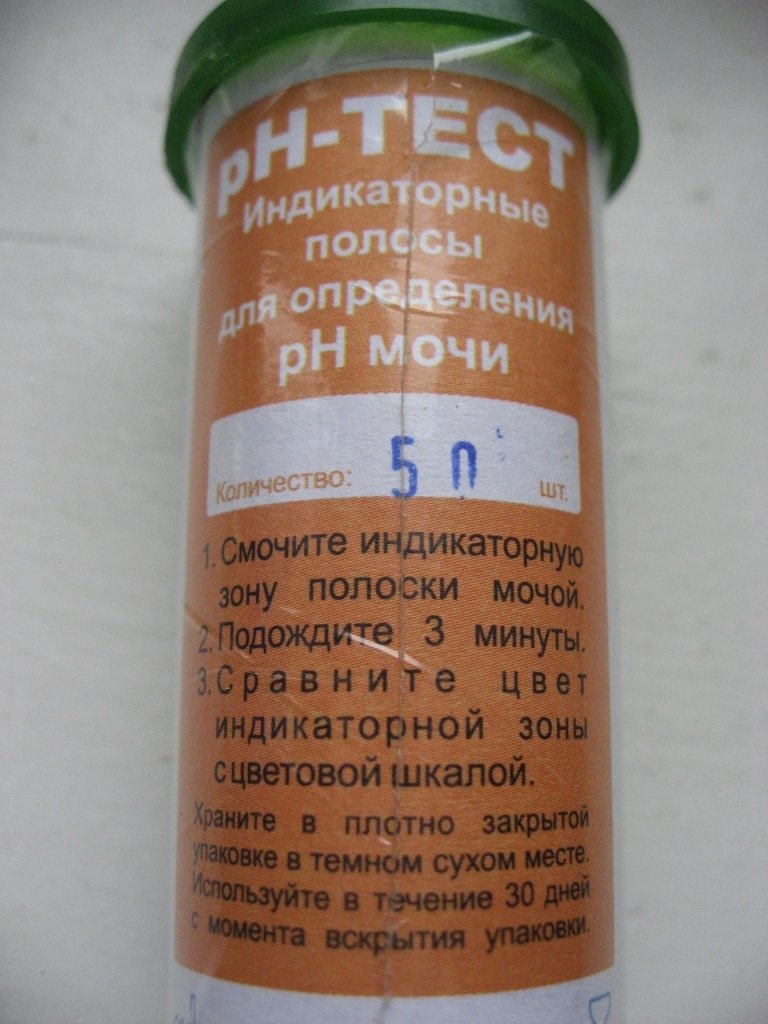 pH-ТЕСТ
Индикаторные
полосы
для определения
pH мочи
Количество: 50 шт.
1. Смочите индикаторную
зону полоски мочой.
2. Подождите 3 минуты.
3. Сравните цвет
индикаторной зоны
с цветовой шкалой.
Храните в плотно закрытой
упаковке в темном сухом месте.
Используйте в течение 30 дней
с момента вскрытия упаковки.